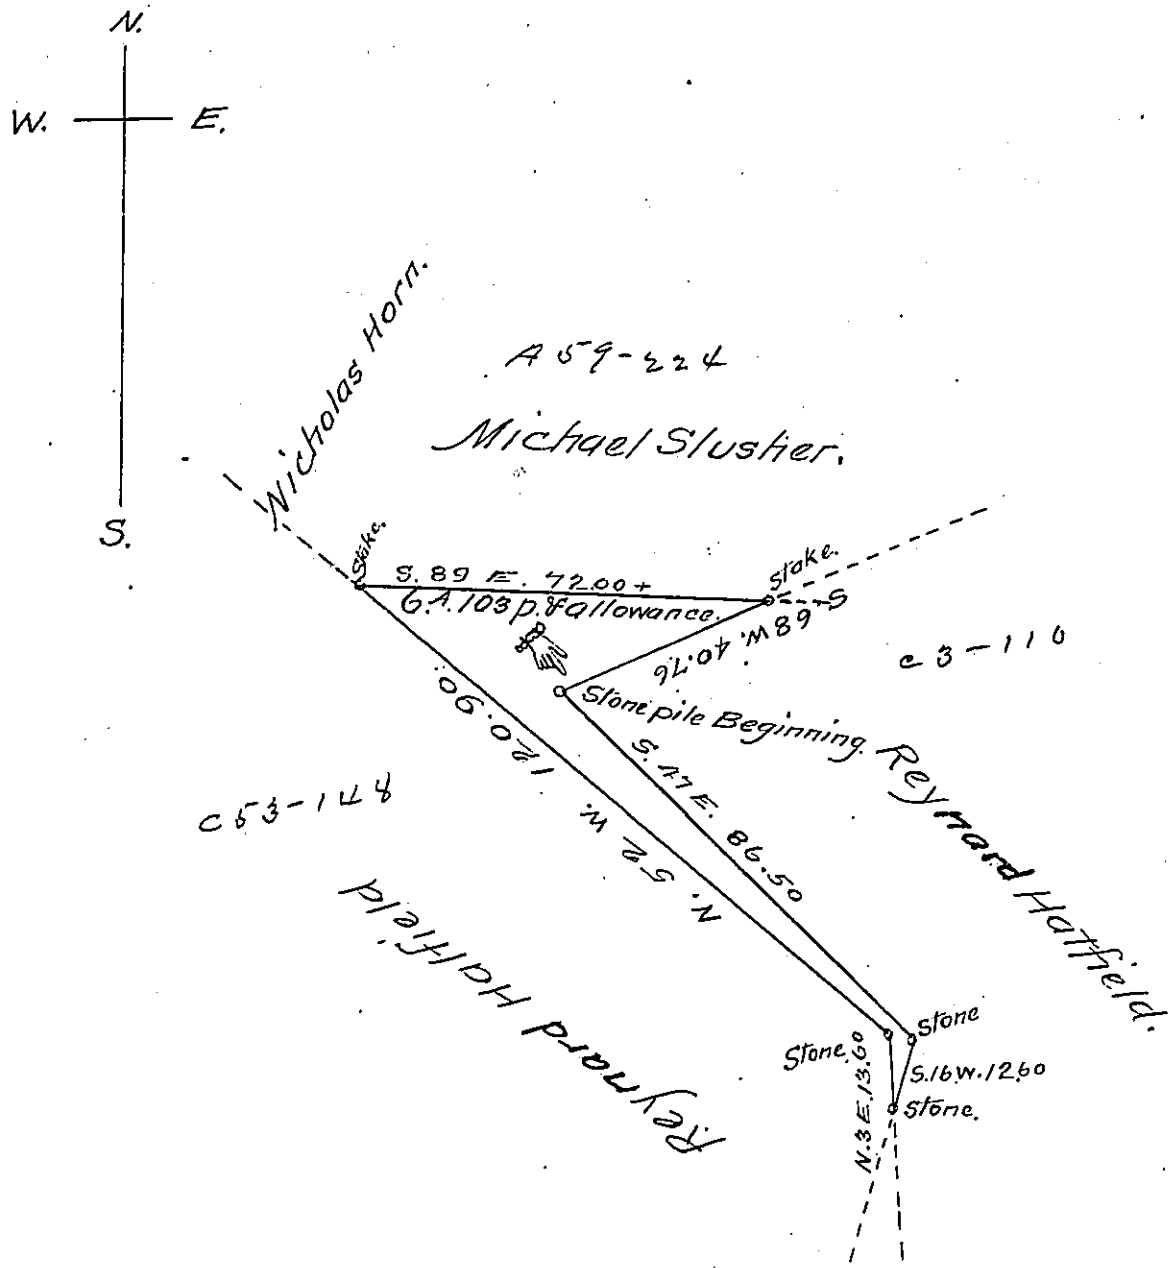 N.
W. E.
S.
Nicholas Horn.
A 59-224
Michael Slusher.
Stake.
Stake.
S. 89 E. 72.00+
6.A.103 p. & allowance.
S 68 W. 40.76
C 3-110
Stone pile Beginning.
Reynard Hatfield.
S. 47 E. 86.50
N. 52 W. 120.90.
C 53-148
Reynard Hatfield
Stone
Stone.
N. 3 E. 13.60
S. 16 W. 12.60
Stone.